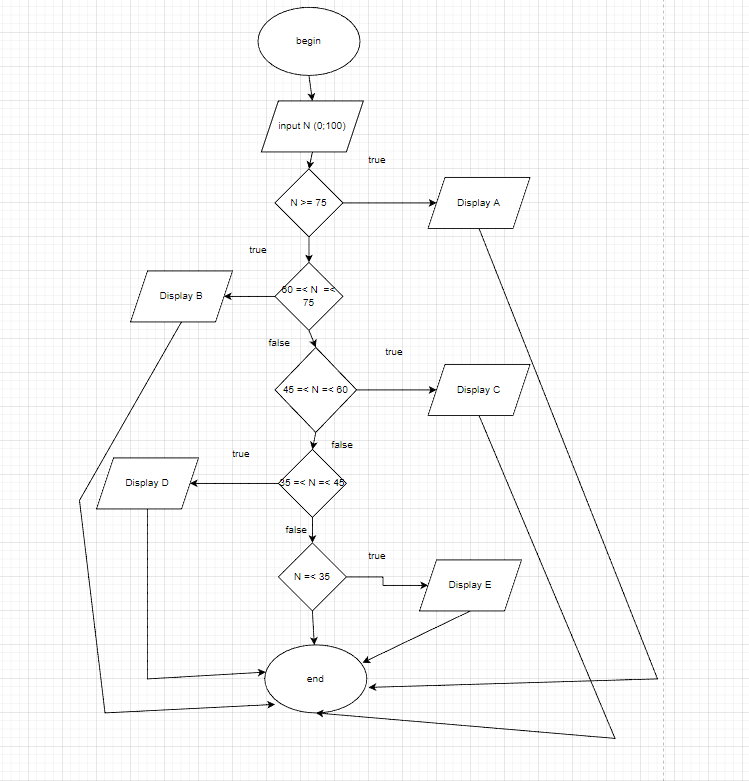 begin
input N (0;100)
true
N >= 75
Display A
true
60 =< N =<
75
Display B
false
true
45 =< N =< 60
Display C
false
true
35 =< N =< 45
Display D
false
true
N =< 35
Display E
end